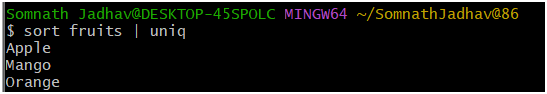 Somnath Jadhav@DESKTOP-45SPOLC MINGW64 ~/SomnathJadhav@86
$ sort fruits | uniq
Apple
Mango
Orange